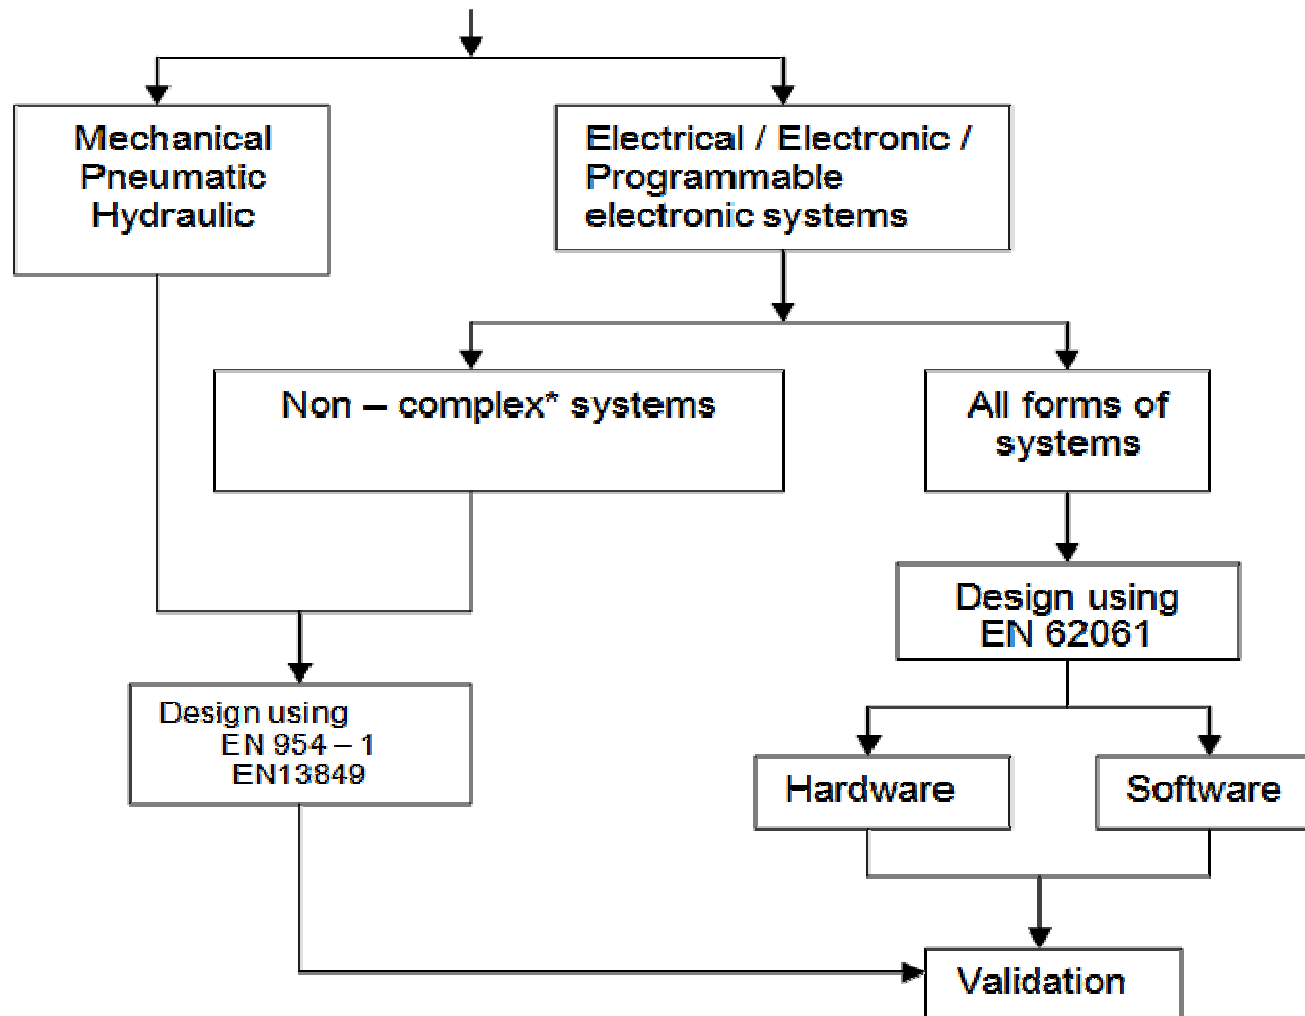 Mechanical
Pneumatic
Hydraulic
Electrical / Electronic /
Programmable
electronic systems
Non – complex* systems
All forms of
systems
Design using
EN 62061
Design using
EN 954 – 1
EN13849
Hardware
Software
Validation